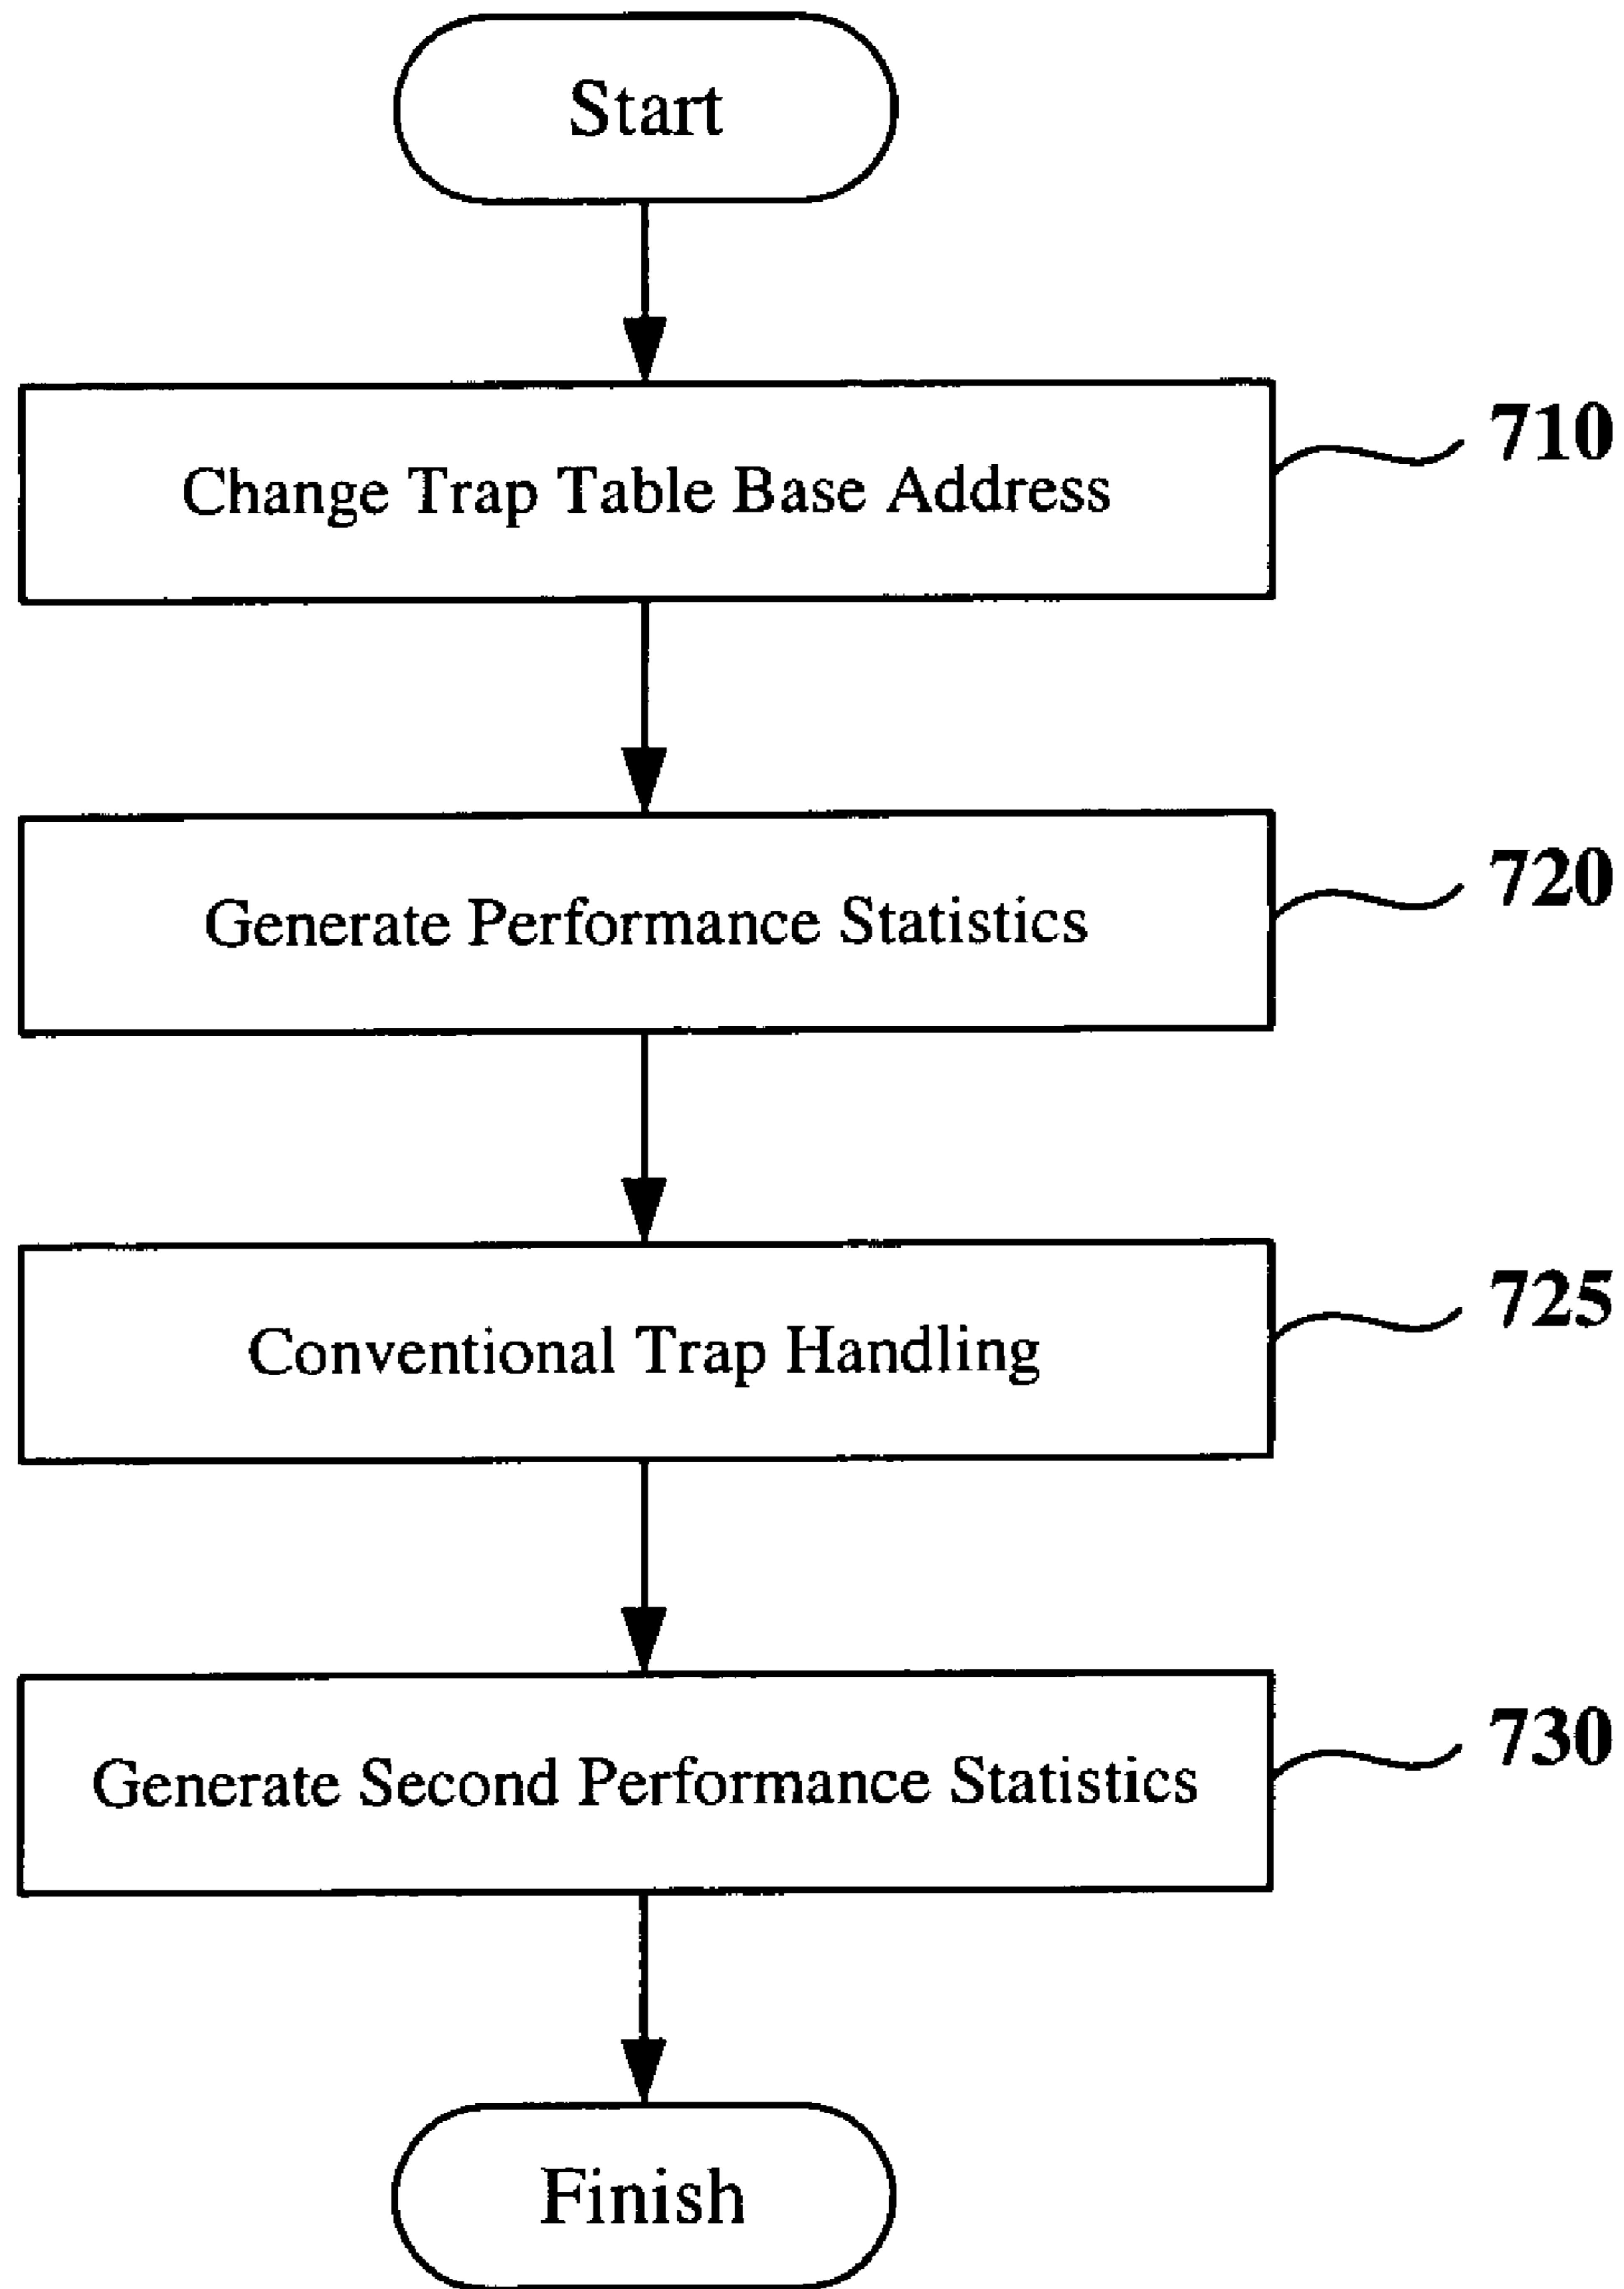 Start
Change Trap Table Base Address
710
Generate Performance Statistics
720
Conventional Trap Handling
725
Generate Second Performance Statistics
730
Finish